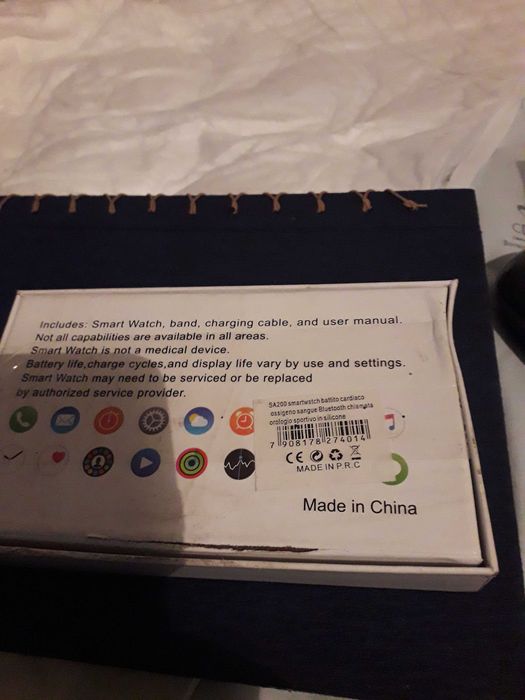 Includes: Smart Watch, band, charging cable, and user manual.
Not all capabilities are available in all areas.
Smart Watch is not a medical device.
Battery life,charge cycles,and display life vary by use and settings.
Smart Watch may need to be serviced or be replaced
by authorized service provider.
SA200 smartwatch battito cardiaco
ossigeno sangue Bluetooth chiamata
orologio sportivo in silicone
7 908178 274014
CE
MADE IN P.R.C
Made in China